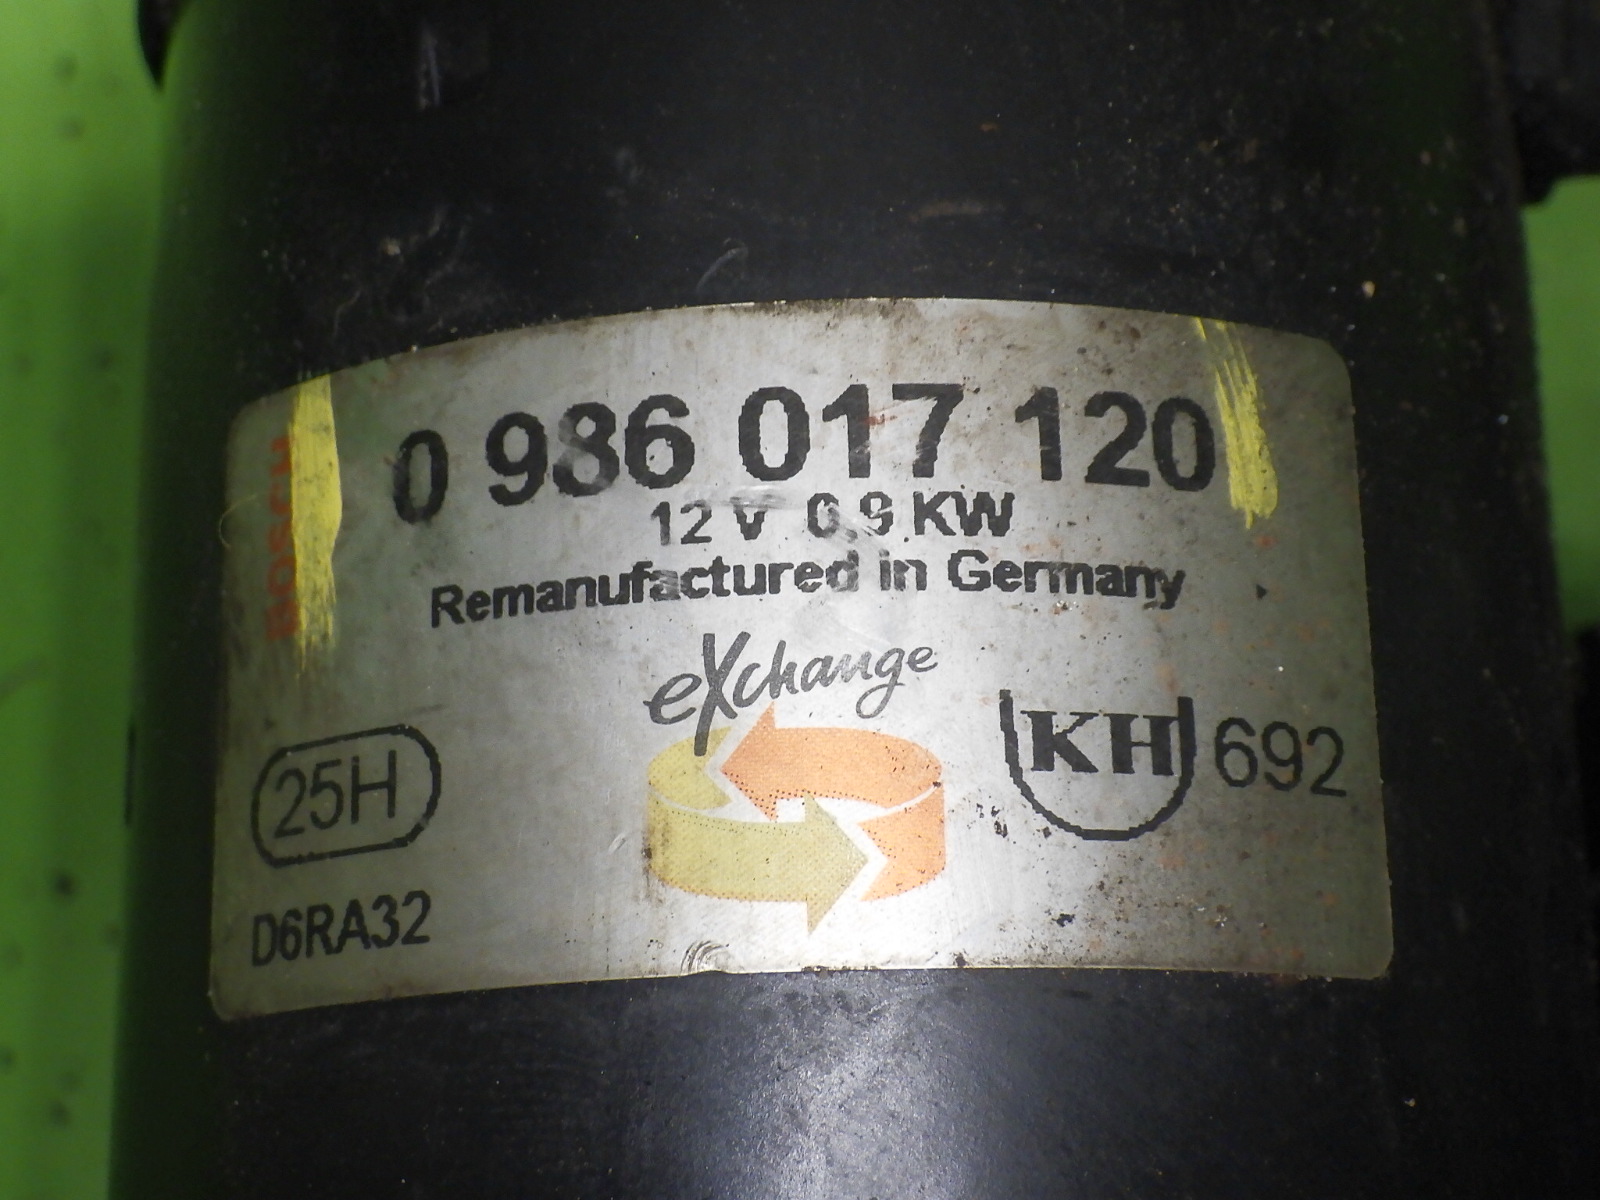 BOSCH
0 986 017 120
12 V 0,9 KW
Remanufactured in Germany
eXchange
25H
KH 692
D6RA32